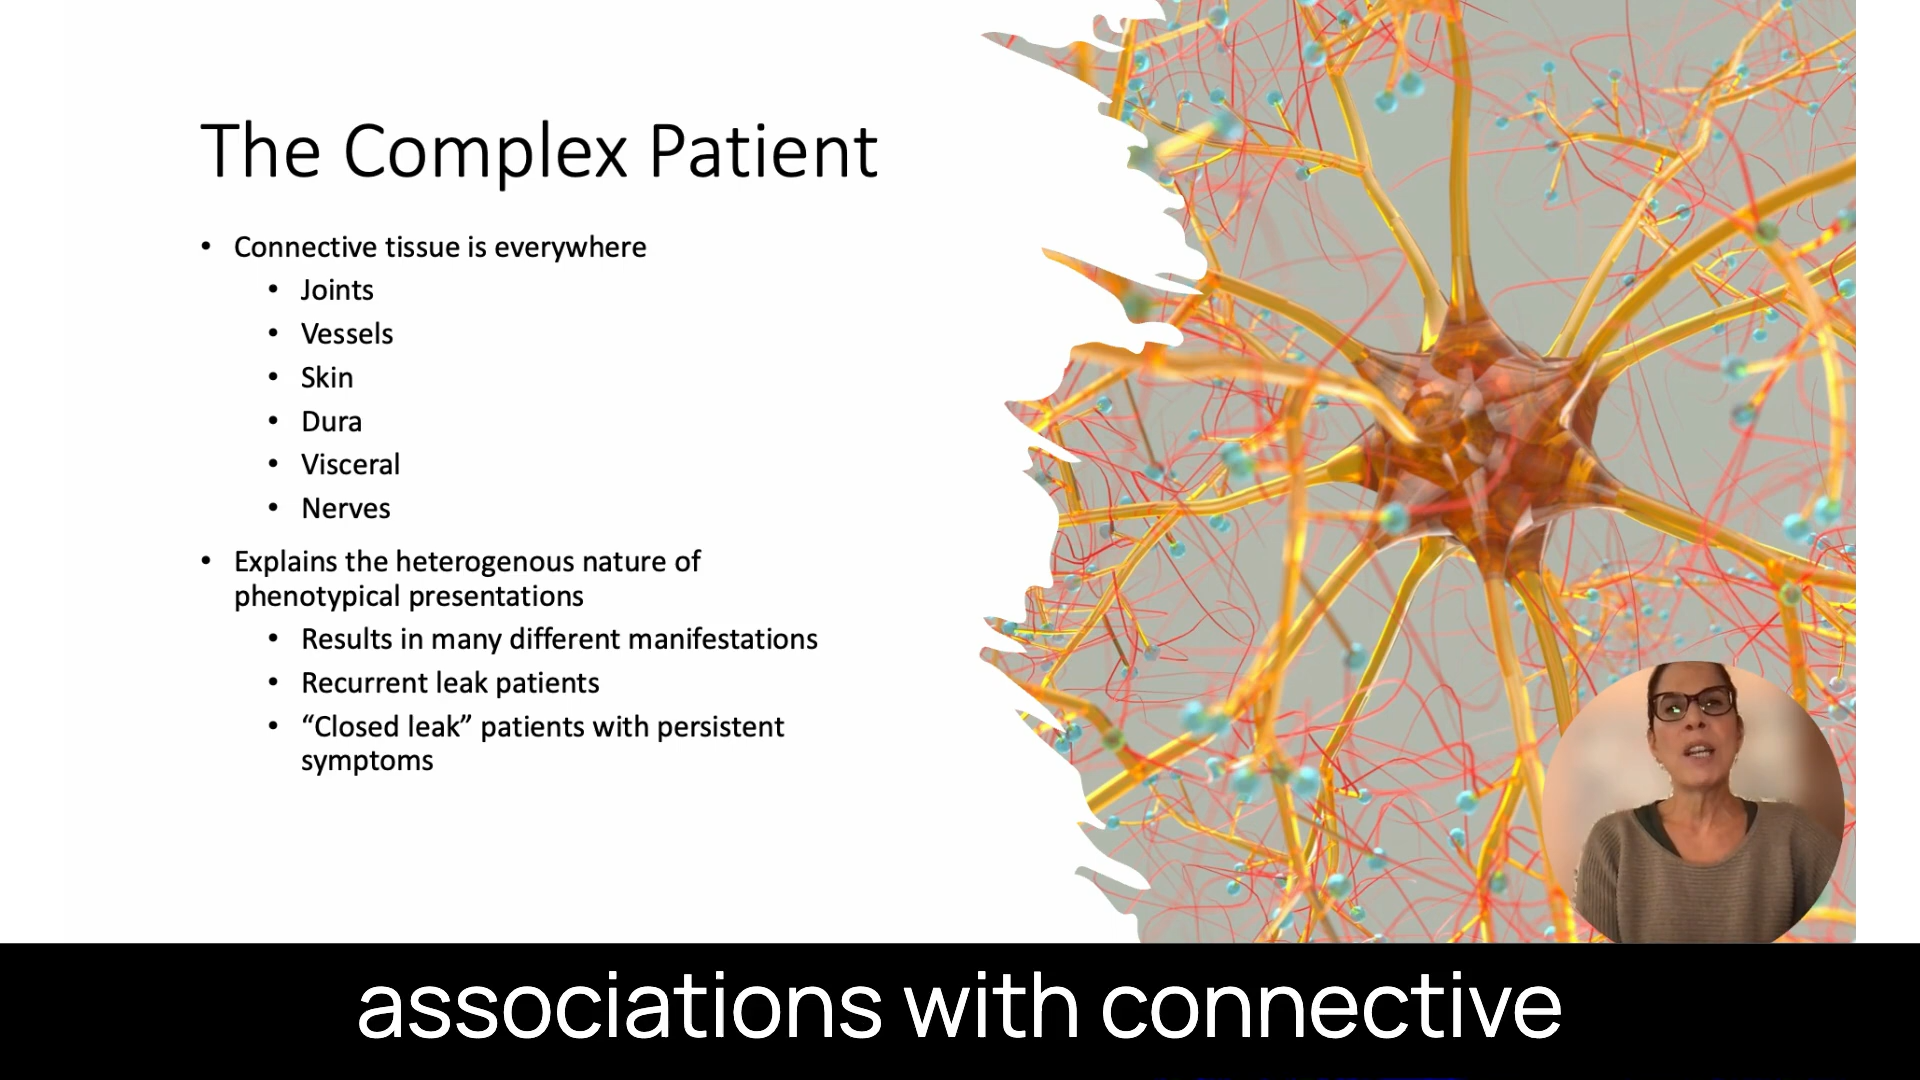 The Complex Patient
• Connective tissue is everywhere
• Joints
• Vessels
• Skin
• Dura
• Visceral
• Nerves
• Explains the heterogenous nature of
phenotypical presentations
• Results in many different manifestations
• Recurrent leak patients
• “Closed leak” patients with persistent
symptoms
associations with connective